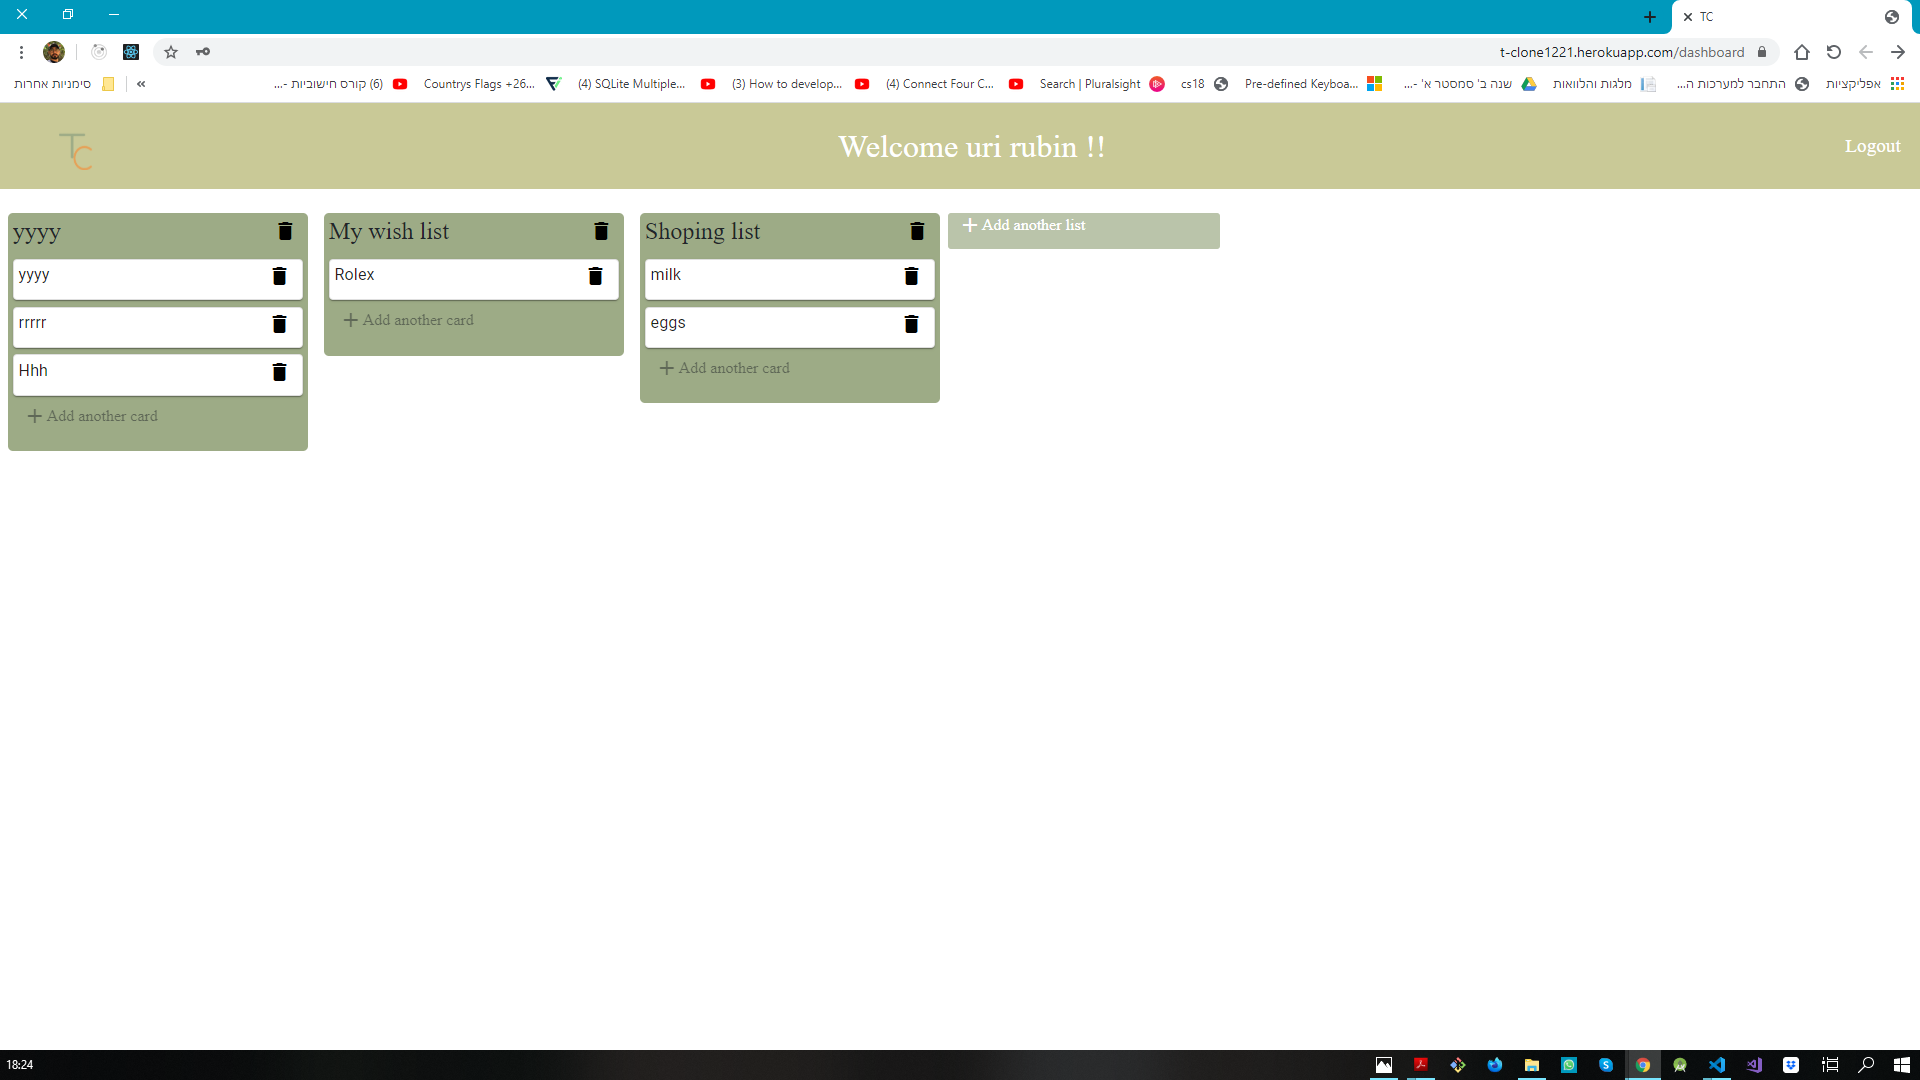 TC
t-clone1221.herokuapp.com/dashboard
אפליקציות
התחבר למערכות ה...
מלגות והלוואות
שנה ב' סמסטר א' -...
Pre-defined Keyboa...
cs18
Search | Pluralsight
(4) Connect Four C...
(3) How to develop...
(4) SQLite Multiple...
Countrys Flags +26...
(6) קורס חישוביות -...
»
סימניות אחרות
TC
Welcome uri rubin !!
Logout
yyyy
yyyy
rrrrr
Hhh
Add another card
My wish list
Rolex
Add another card
Shoping list
milk
eggs
Add another card
Add another list
18:24